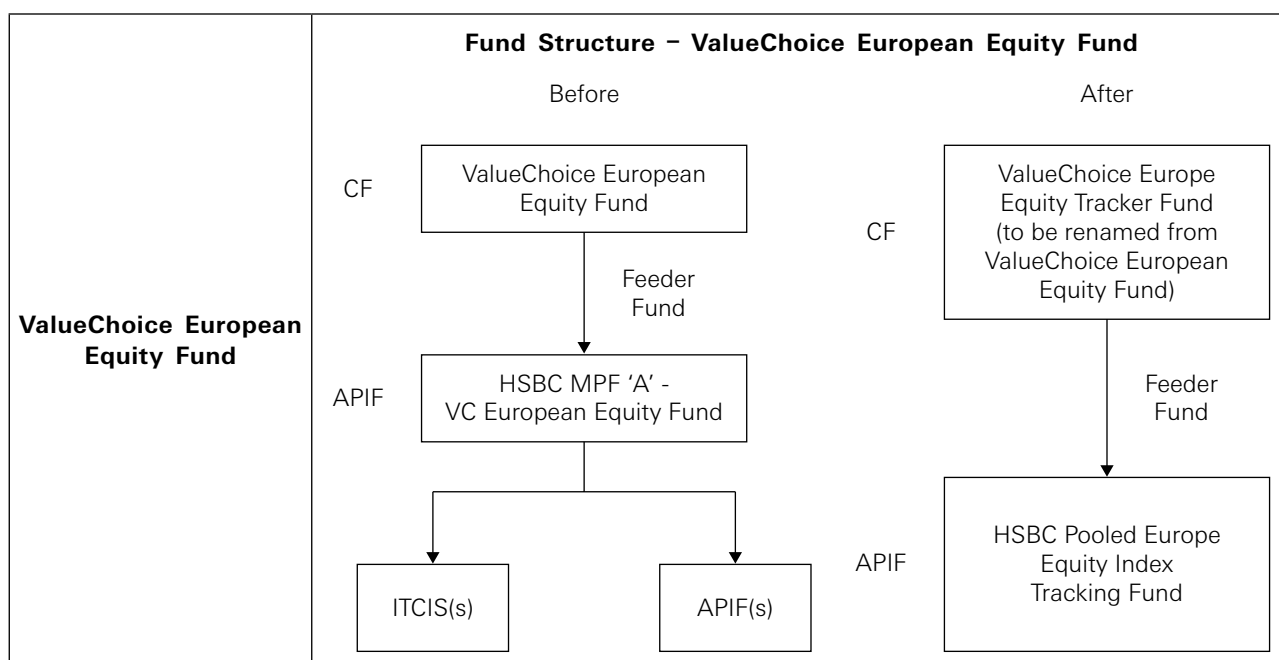 ValueChoice European
Equity Fund
Fund Structure – ValueChoice European Equity Fund
Before
CF
ValueChoice European
Equity Fund
Feeder
Fund
APIF
HSBC MPF 'A' -
VC European Equity Fund
ITCIS(s)
APIF(s)
After
CF
ValueChoice Europe
Equity Tracker Fund
(to be renamed from
ValueChoice European
Equity Fund)
Feeder
Fund
APIF
HSBC Pooled Europe
Equity Index
Tracking Fund